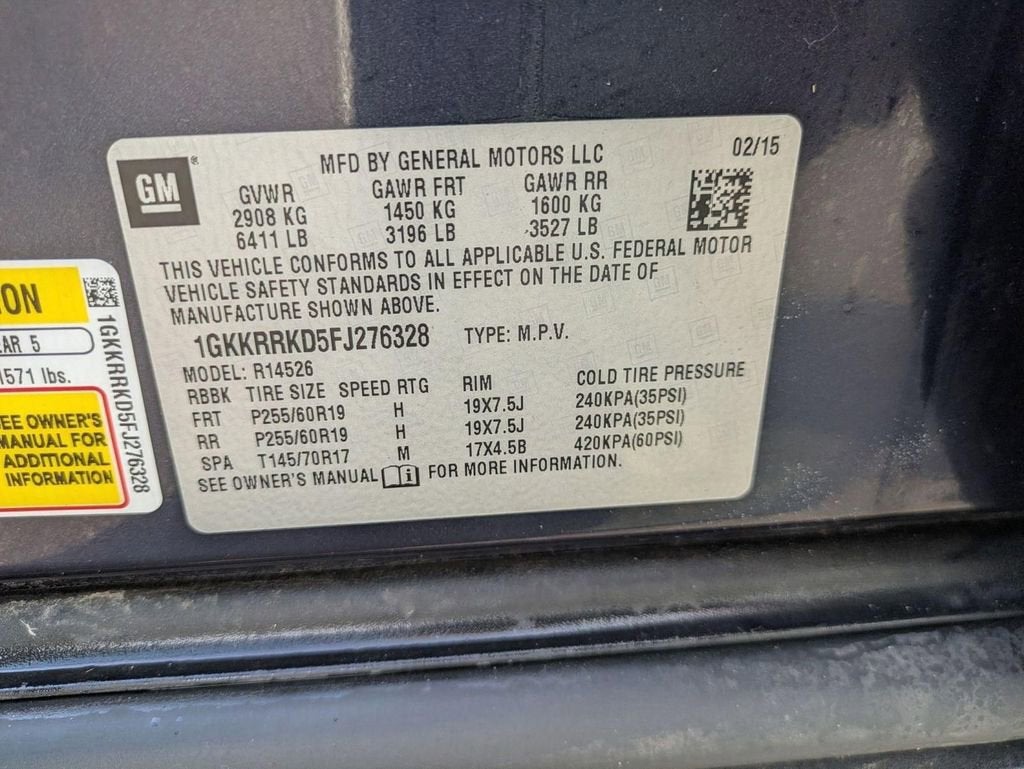 GM®
MFD BY GENERAL MOTORS LLC 02/15
GVWR GAWR FRT GAWR RR
2908 KG 1450 KG 1600 KG
6411 LB 3196 LB 3527 LB
THIS VEHICLE CONFORMS TO ALL APPLICABLE U.S. FEDERAL MOTOR
VEHICLE SAFETY STANDARDS IN EFFECT ON THE DATE OF
MANUFACTURE SHOWN ABOVE.
1GKKRRKD5FJ276328 TYPE: M.P.V.
MODEL: R14526
RBBK TIRE SIZE SPEED RTG RIM COLD TIRE PRESSURE
FRT P255/60R19 H 19X7.5J 240KPA(35PSI)
RR P255/60R19 H 19X7.5J 240KPA(35PSI)
SPA T145/70R17 M 17X4.5B 420KPA(60PSI)
SEE OWNER'S MANUAL i FOR MORE INFORMATION.
ION
AR 5
571 lbs.
EE OWNER'S
MANUAL FOR
ADDITIONAL
INFORMATION
1GKKRRKD5FJ276328